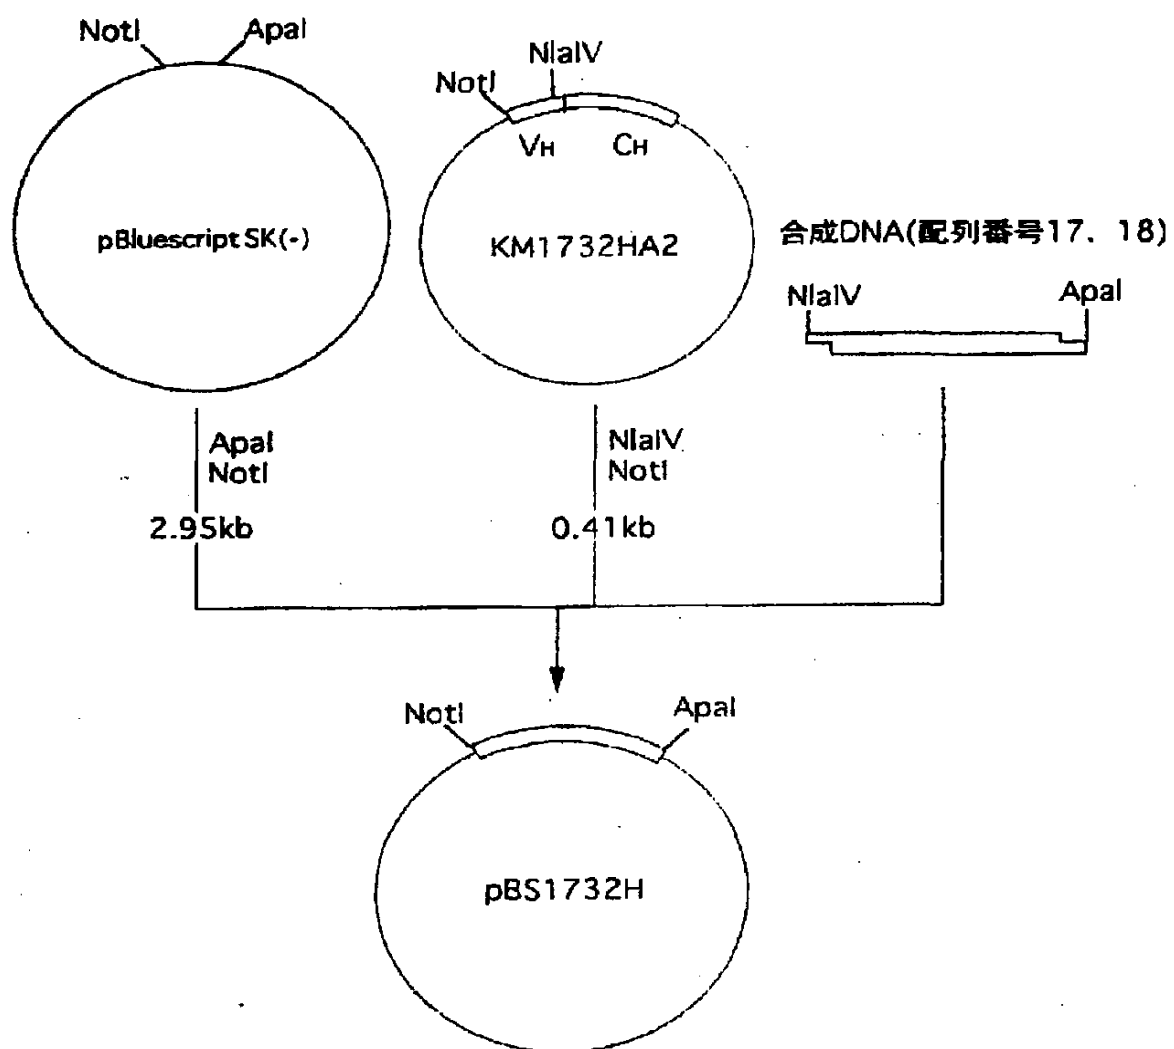 NotI
ApaI
pBluescript SK(-)
NotI
NlaIV
VH
CH
KM1732HA2
合成DNA(配列番号17. 18)
NlaIV
ApaI
ApaI
NotI
2.95kb
NlaIV
NotI
0.41kb
NotI
ApaI
pBS1732H